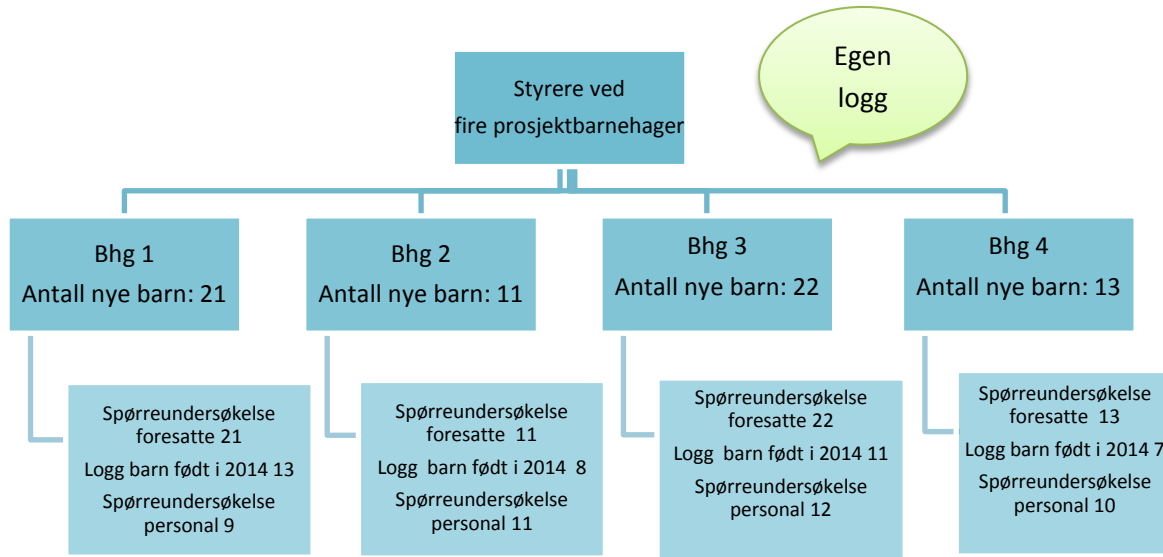 Styrere ved
fire prosjektbarnehager
Egen
logg
Bhg 1
Antall nye barn: 21
Bhg 2
Antall nye barn: 11
Bhg 3
Antall nye barn: 22
Bhg 4
Antall nye barn: 13
Spørreundersøkelse
foresatte 21
Logg barn født i 2014 13
Spørreundersøkelse
personal 9
Spørreundersøkelse
foresatte 11
Logg barn født i 2014 8
Spørreundersøkelse
personal 11
Spørreundersøkelse
foresatte 22
Logg barn født i 2014 11
Spørreundersøkelse
personal 12
Spørreundersøkelse
foresatte 13
Logg barn født i 2014 7
Spørreundersøkelse
personal 10